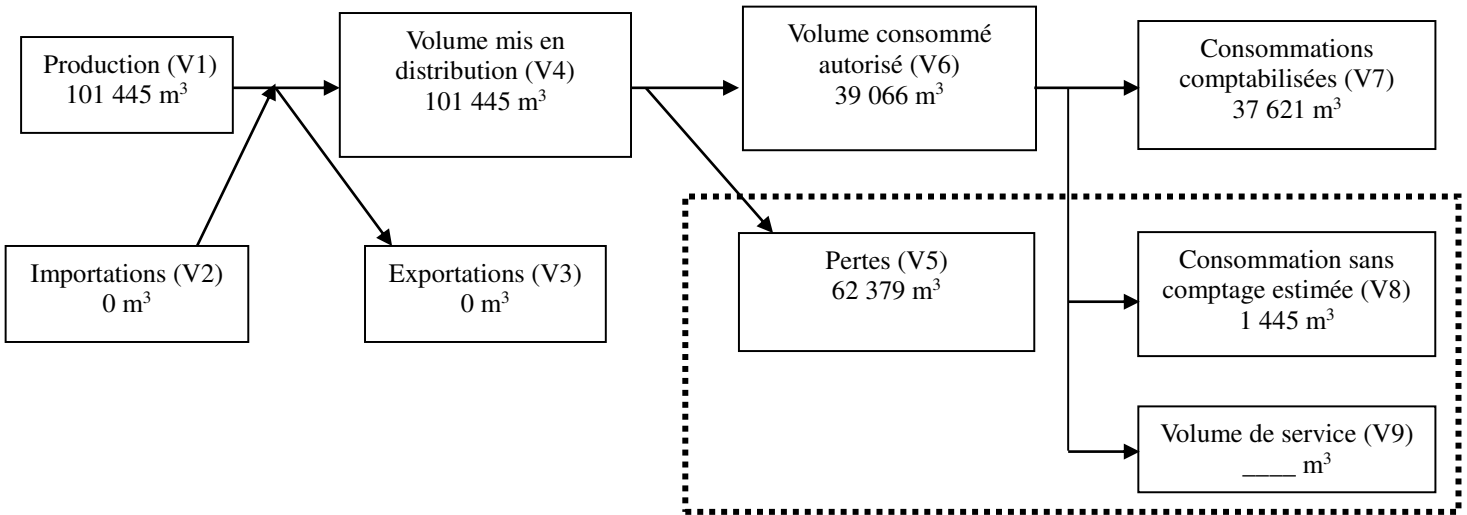 Production (V1)
101 445 m³
Volume mis en
distribution (V4)
101 445 m³
Volume consommé
autorisé (V6)
39 066 m³
Consommations
comptabilisées (V7)
37 621 m³
Importations (V2)
0 m³
Exportations (V3)
0 m³
Pertes (V5)
62 379 m³
Consommation sans
comptage estimée (V8)
1 445 m³
Volume de service (V9)
____ m³